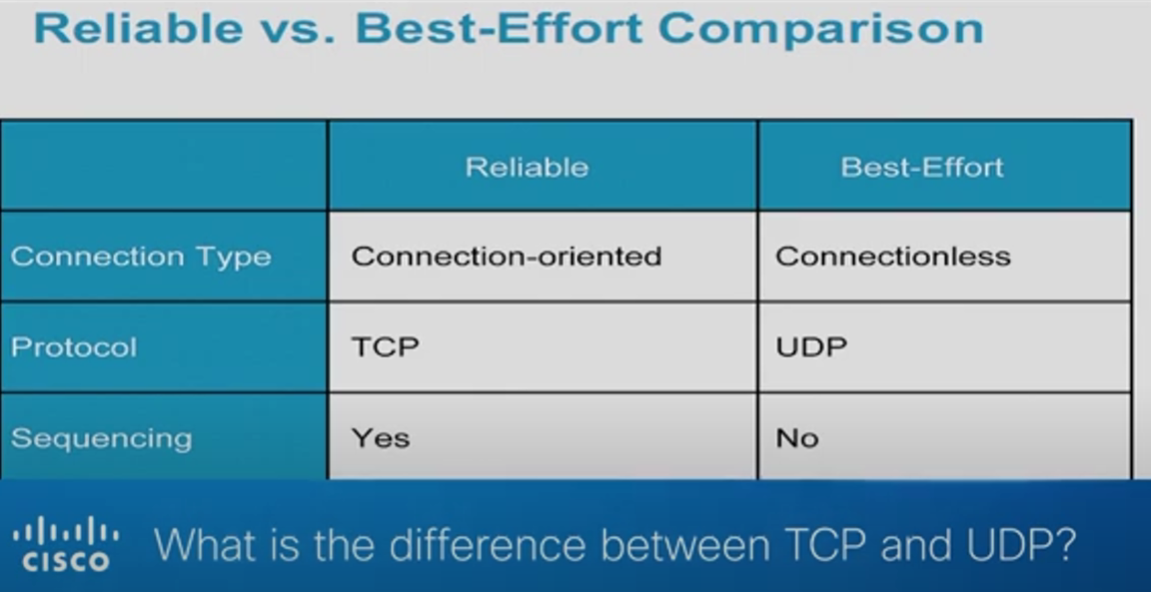 Reliable vs. Best-Effort Comparison
Reliable Best-Effort
Connection Type Connection-oriented Connectionless
Protocol TCP UDP
Sequencing Yes No
CISCO What is the difference between TCP and UDP?